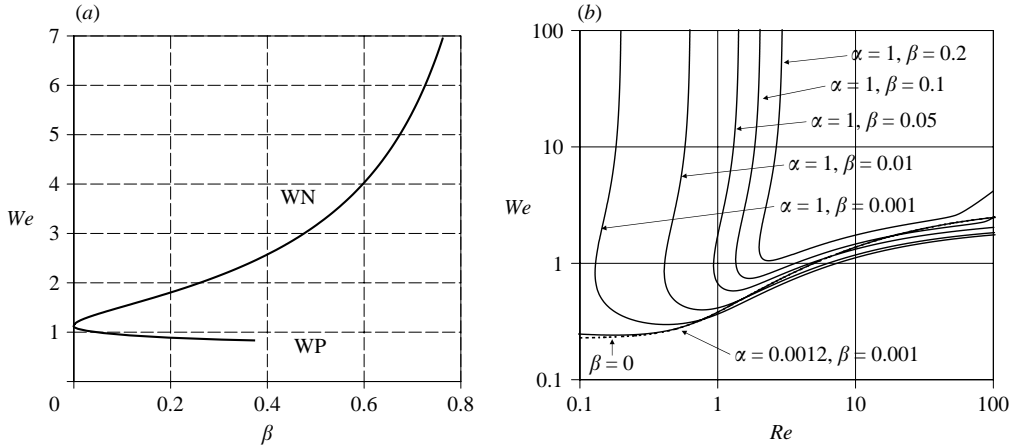 (a)
7
6
5
4
3
2
1
0
We
WN
WP
0.2
0.4
0.6
0.8
β
(b)
100
10
1
0.1
We
α = 1, β = 0.2
α = 1, β = 0.1
α = 1, β = 0.05
α = 1, β = 0.01
α = 1, β = 0.001
β = 0
α = 0.0012, β = 0.001
0.1
1
10
100
Re